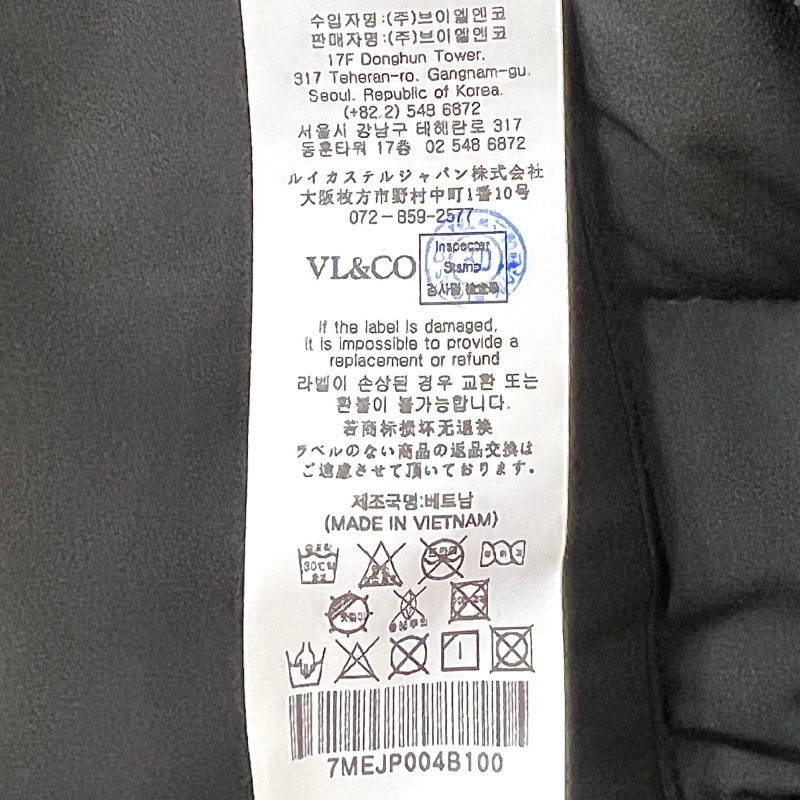 수입자명:(주)브이엘엔코
판매자명:(주)브이엘엔코
17F Donghun Tower.
317 Teheran-ro. Gangnam-gu.
Seoul. Republic of Korea.
(+82.2) 548 6872
서울시 강남구 테헤란로 317
동훈타워 17층 02 548 6872
ルイカステルジャパン株式会社
大阪枚方市野村中町1番10号
072-859-2577
VL&CO
Inspector
Stamp
If the label is damaged,
it is impossible to provide a
replacement or refund
라벨이 손상된 경우 교환 또는
환불이 불가능합니다.
若商标损坏无退换
ラベルのない商品の返品交換は
ご遠慮させて頂いております。
제조국명:베트남
(MADE IN VIETNAM)
30℃
7MEJP004B100